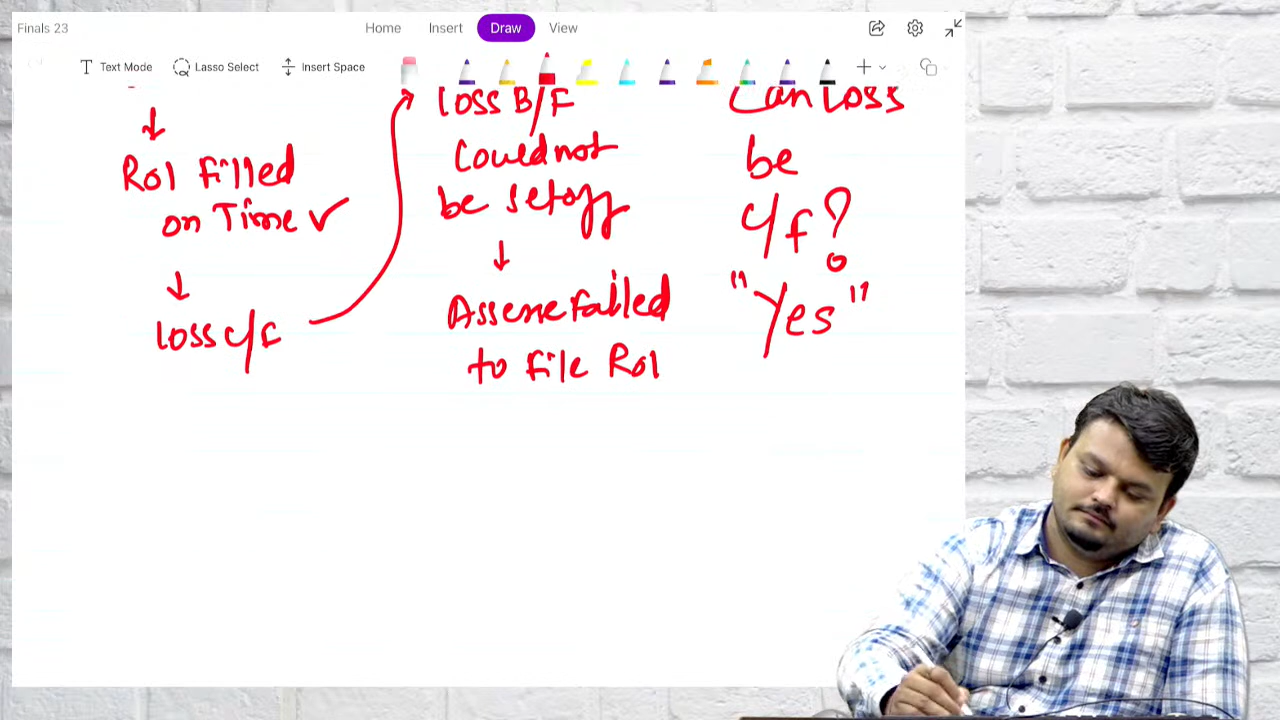 Finals 23
Home Insert Draw View
Text Mode Lasso Select Insert Space
RoI Filled
on Time ✓
↓
loss c/f
loss B/F
Could not
be setoff
↓
Assesse failed
to file RoI
Can Loss
be
c/f?
"Yes"